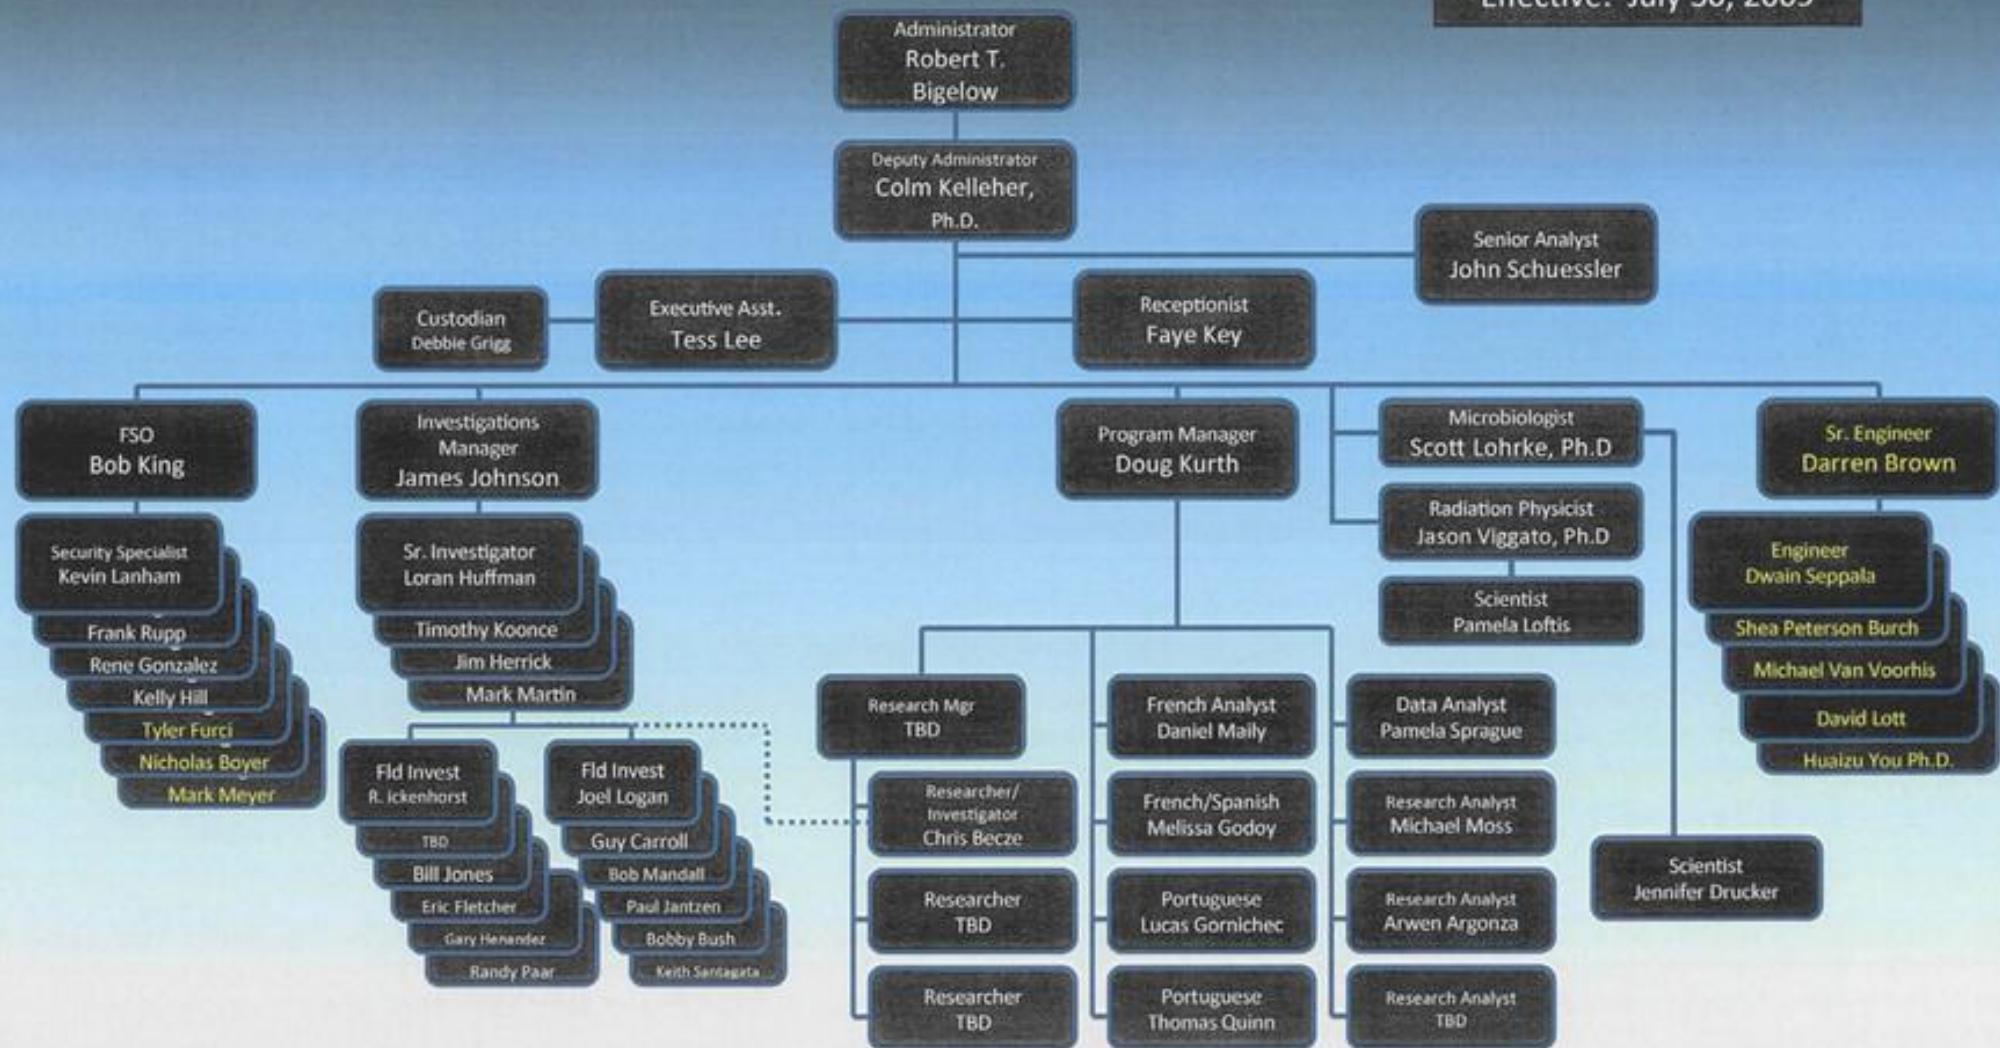 Effective: July 30, 2009
Administrator
Robert T.
Bigelow
Deputy Administrator
Colm Kelleher,
Ph.D.
Senior Analyst
John Schuessler
Custodian
Debbie Grigg
Executive Asst.
Tess Lee
Receptionist
Faye Key
FSO
Bob King
Investigations
Manager
James Johnson
Program Manager
Doug Kurth
Microbiologist
Scott Lohrke, Ph.D
Sr. Engineer
Darren Brown
Radiation Physicist
Jason Viggato, Ph.D
Scientist
Pamela Loftis
Security Specialist
Kevin Lanham
Frank Rupp
Rene Gonzalez
Kelly Hill
Tyler Furci
Nicholas Boyer
Mark Meyer
Sr. Investigator
Loran Huffman
Timothy Koonce
Jim Herrick
Mark Martin
Engineer
Dwain Seppala
Shea Peterson Burch
Michael Van Voorhis
David Lott
Huaizu You Ph.D.
Fld Invest
R. Ickenhorst
TBD
Bill Jones
Eric Fletcher
Gary Henandez
Randy Paar
Fld Invest
Joel Logan
Guy Carroll
Bob Mandall
Paul Jantzen
Bobby Bush
Keith Santagata
Research Mgr
TBD
Researcher/
Investigator
Chris Becze
Researcher
TBD
Researcher
TBD
French Analyst
Daniel Maily
French/Spanish
Melissa Godoy
Portuguese
Lucas Gornichec
Portuguese
Thomas Quinn
Data Analyst
Pamela Sprague
Research Analyst
Michael Moss
Research Analyst
Arwen Argonza
Research Analyst
TBD
Scientist
Jennifer Drucker